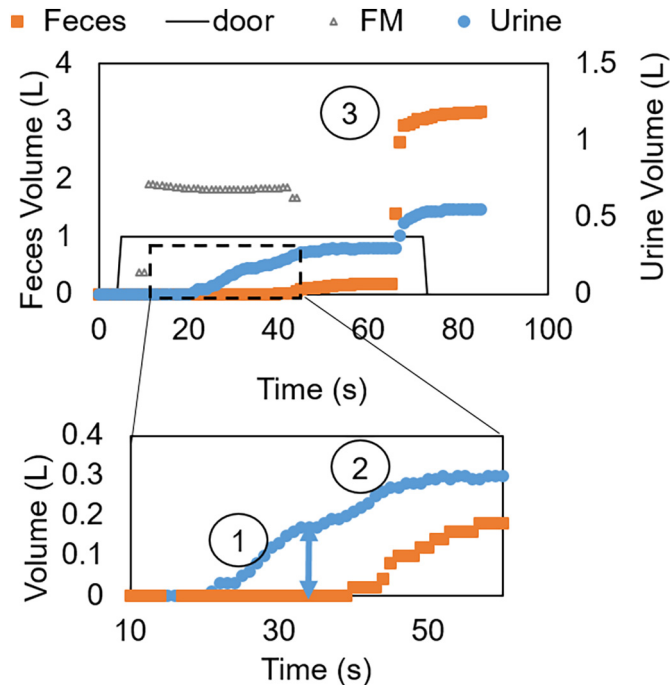 Feces door FM Urine
4
3
2
1
0
Feces Volume (L)
1.5
1
0.5
0
Urine Volume (L)
3
0 20 40 60 80 100
Time (s)
0.4
0.3
0.2
0.1
0
Volume (L)
1
2
10 30 50
Time (s)